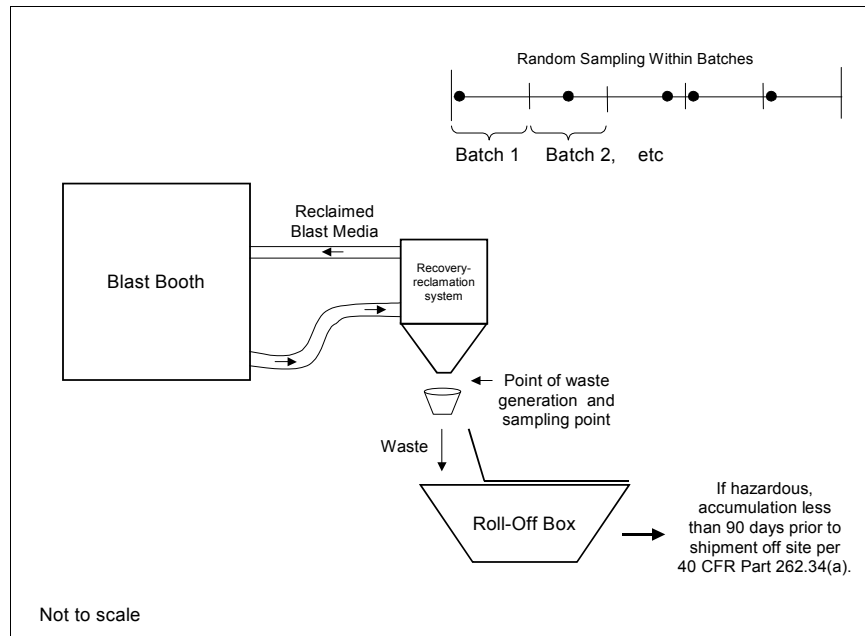 Random Sampling Within Batches
Batch 1
Batch 2,
etc
Reclaimed
Blast Media
Blast Booth
Recovery-
reclamation
system
Point of waste
generation and
sampling point
Waste
Roll-Off Box
If hazardous,
accumulation less
than 90 days prior to
shipment off site per
40 CFR Part 262.34(a).
Not to scale